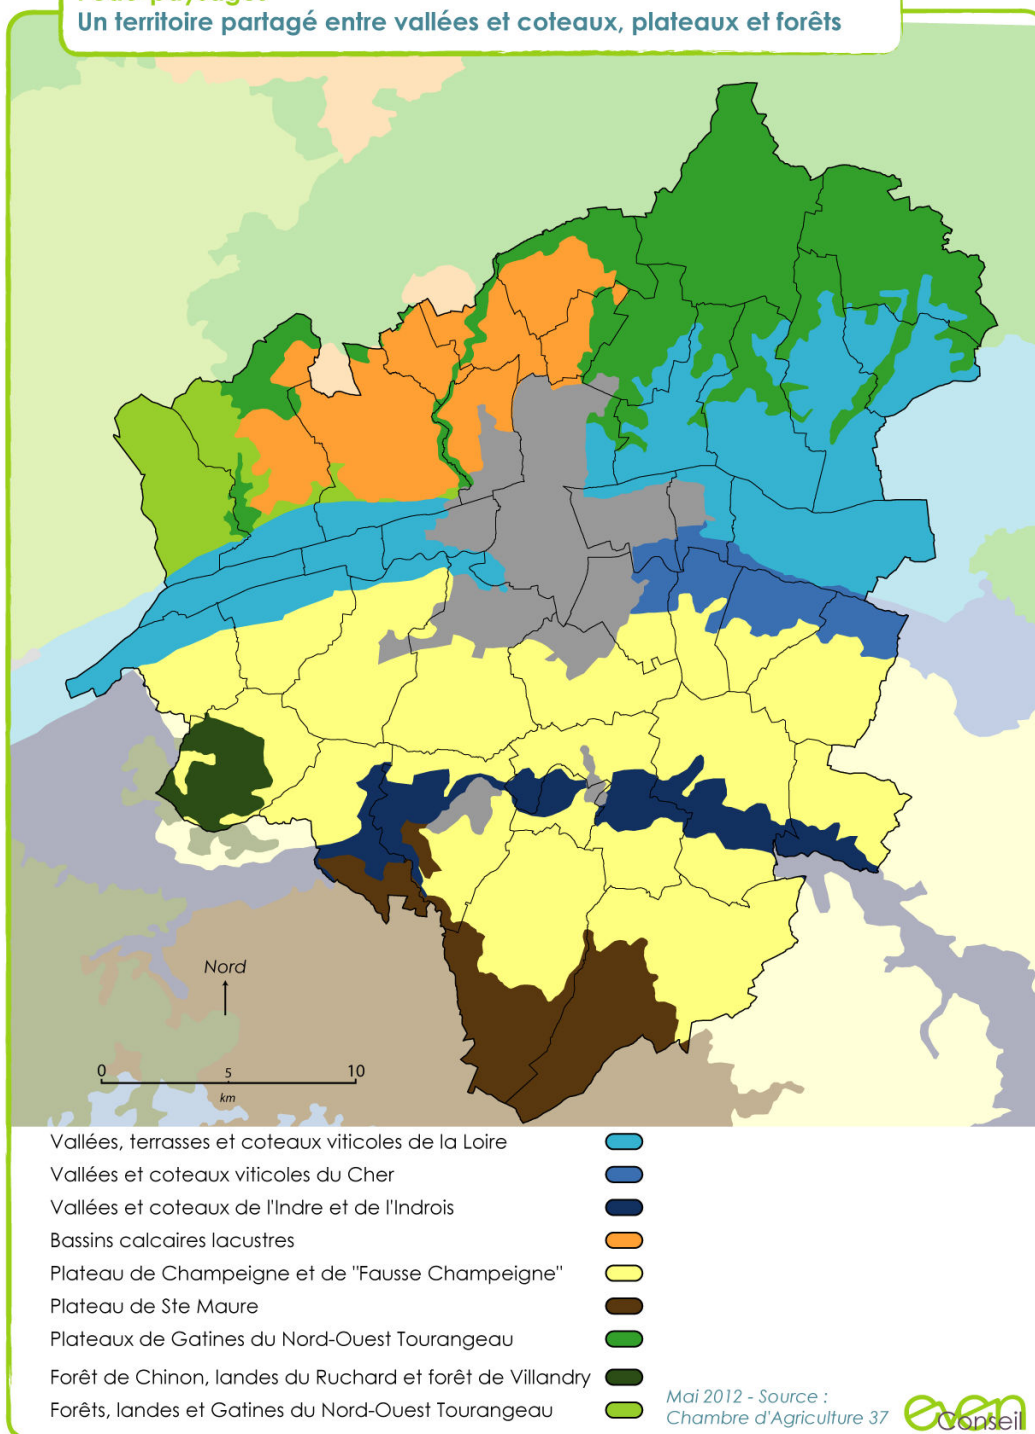 Un territoire partagé entre vallées et coteaux, plateaux et forêts
Nord
0 5 10
km
Vallées, terrasses et coteaux viticoles de la Loire
Vallées et coteaux viticoles du Cher
Vallées et coteaux de l'Indre et de l'Indrois
Bassins calcaires lacustres
Plateau de Champeigne et de "Fausse Champeigne"
Plateau de Ste Maure
Plateaux de Gatines du Nord-Ouest Tourangeau
Forêt de Chinon, landes du Ruchard et forêt de Villandry
Forêts, landes et Gatines du Nord-Ouest Tourangeau
Mai 2012 - Source :
Chambre d'Agriculture 37
even
Conseil